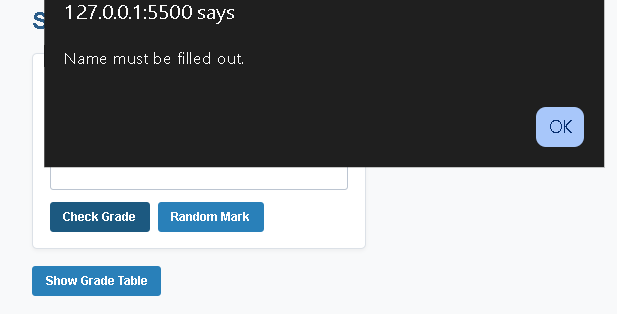 127.0.0.1:5500 says
Name must be filled out.
OK
Check Grade
Random Mark
Show Grade Table